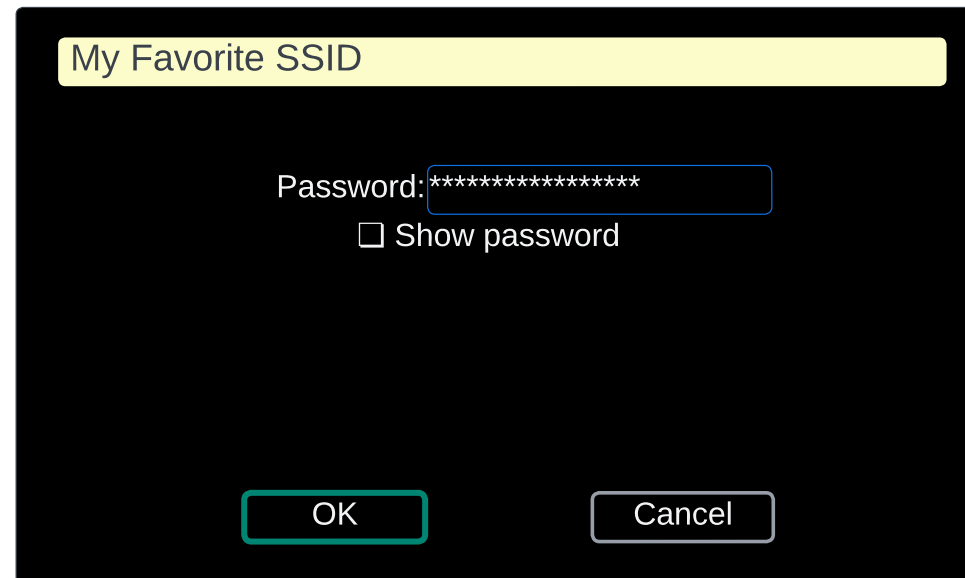 My Favorite SSID
Password:*****************
❏ Show password
OK
Cancel